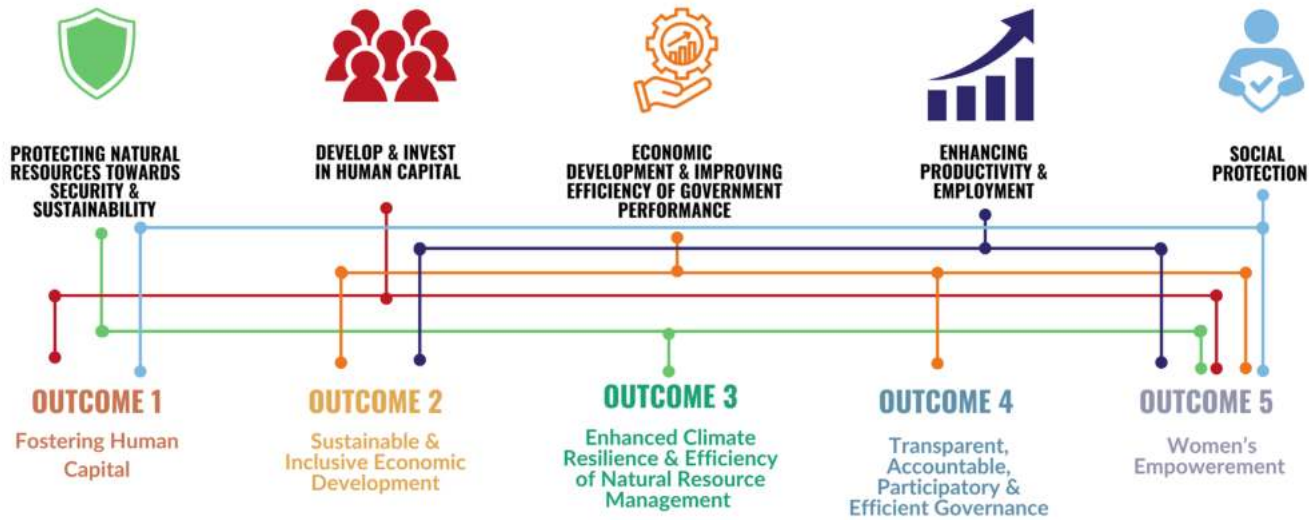 PROTECTING NATURAL
RESOURCES TOWARDS
SECURITY &
SUSTAINABILITY
DEVELOP & INVEST
IN HUMAN CAPITAL
ECONOMIC
DEVELOPMENT & IMPROVING
EFFICIENCY OF GOVERNMENT
PERFORMANCE
ENHANCING
PRODUCTIVITY &
EMPLOYMENT
SOCIAL
PROTECTION
OUTCOME 1
Fostering Human
Capital
OUTCOME 2
Sustainable &
Inclusive Economic
Development
OUTCOME 3
Enhanced Climate
Resilience & Efficiency
of Natural Resource
Management
OUTCOME 4
Transparent,
Accountable,
Participatory &
Efficient Governance
OUTCOME 5
Women's
Empowerement